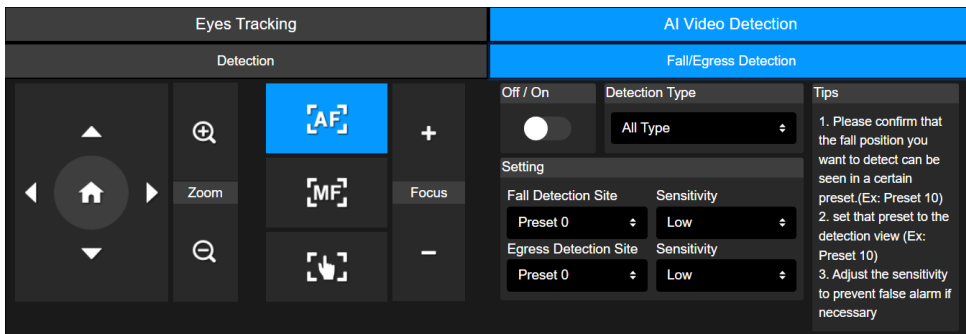 Eyes Tracking
AI Video Detection
Detection
Fall/Egress Detection
AF
MF
Zoom
Focus
Off / On
Detection Type
All Type
Setting
Fall Detection Site
Sensitivity
Preset 0
Low
Egress Detection Site
Sensitivity
Preset 0
Low
Tips
1. Please confirm that
the fall position you
want to detect can be
seen in a certain
preset.(Ex: Preset 10)
2. set that preset to the
detection view (Ex:
Preset 10)
3. Adjust the sensitivity
to prevent false alarm if
necessary